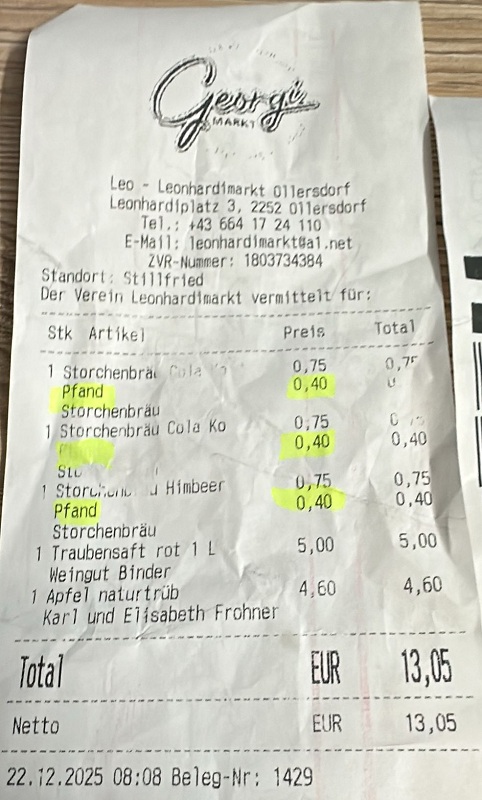 Georgi
MARKT
Leo - Leonhardimarkt Ollersdorf
Leonhardiplatz 3, 2252 Ollersdorf
Tel.: +43 664 17 24 110
E-Mail: leonhardimarkt@a1.net
ZVR-Nummer: 1803734384
Standort: Stillfried
Der Verein Leonhardimarkt vermittelt für:
Stk Artikel Preis Total
1 Storchenbräu Cola 0,75
Pfand 0,40
Storchenbräu
1 Storchenbräu Cola Ko 0,75
0,40 0,40
1 Himbeer 0,75 0,75
Pfand 0,40 0,40
Storchenbräu
1 Traubensaft rot 1 L 5,00 5,00
Weingut Binder
1 Apfel naturtrüb 4,60 4,60
Karl und Elisabeth Frohner
Total EUR 13,05
Netto EUR 13,05
22.12.2025 08:08 Beleg-Nr: 1429